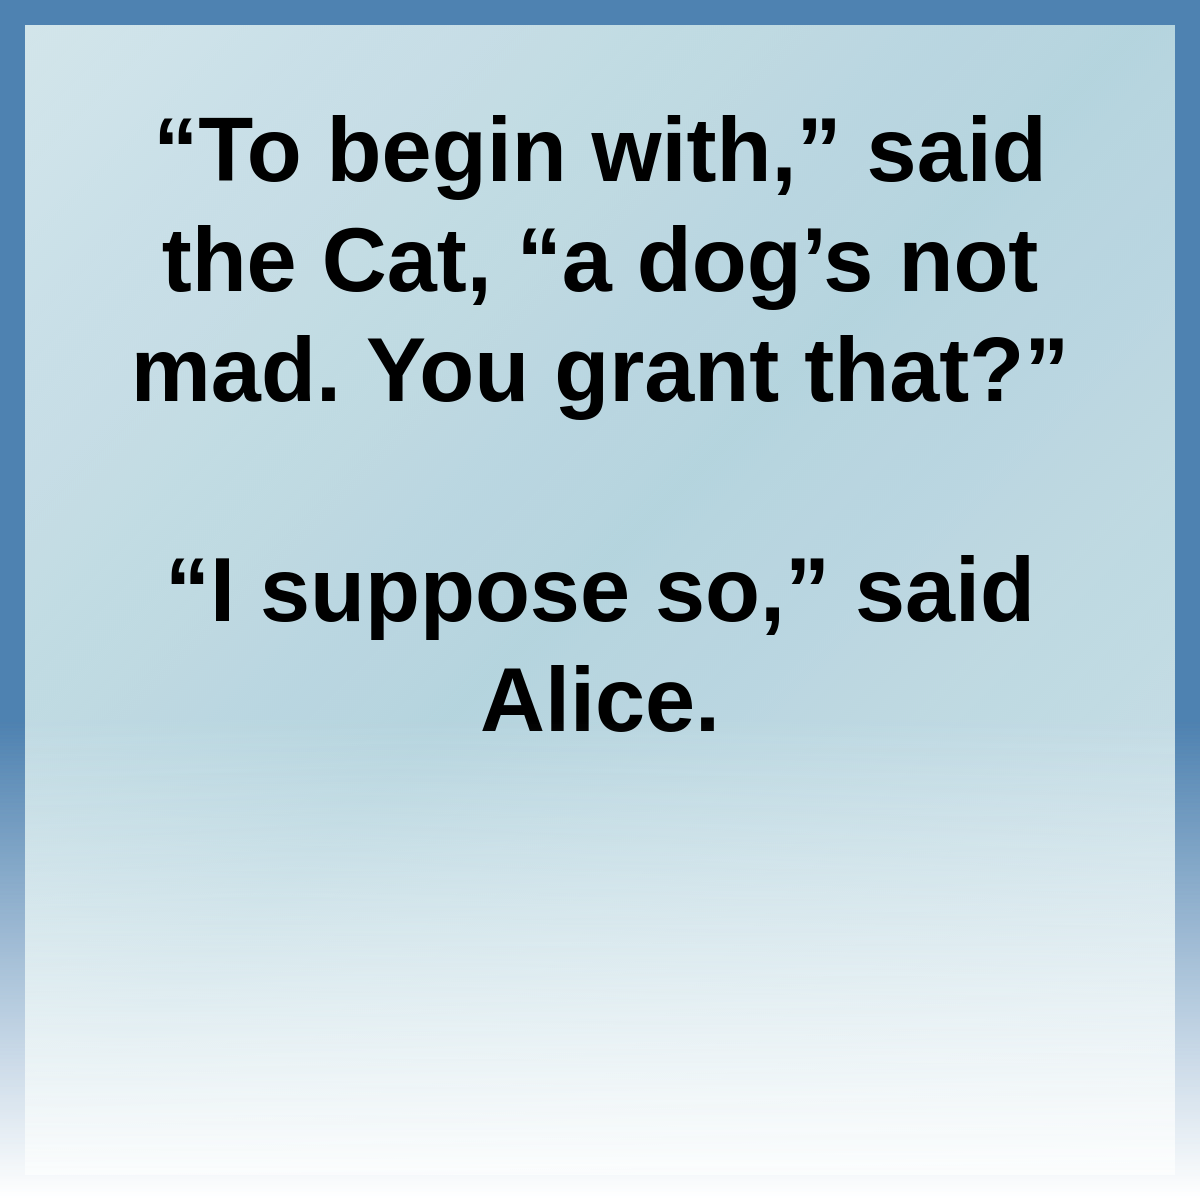 “To begin with,” said
the Cat, “a dog’s not
mad. You grant that?”
“I suppose so,” said
Alice.